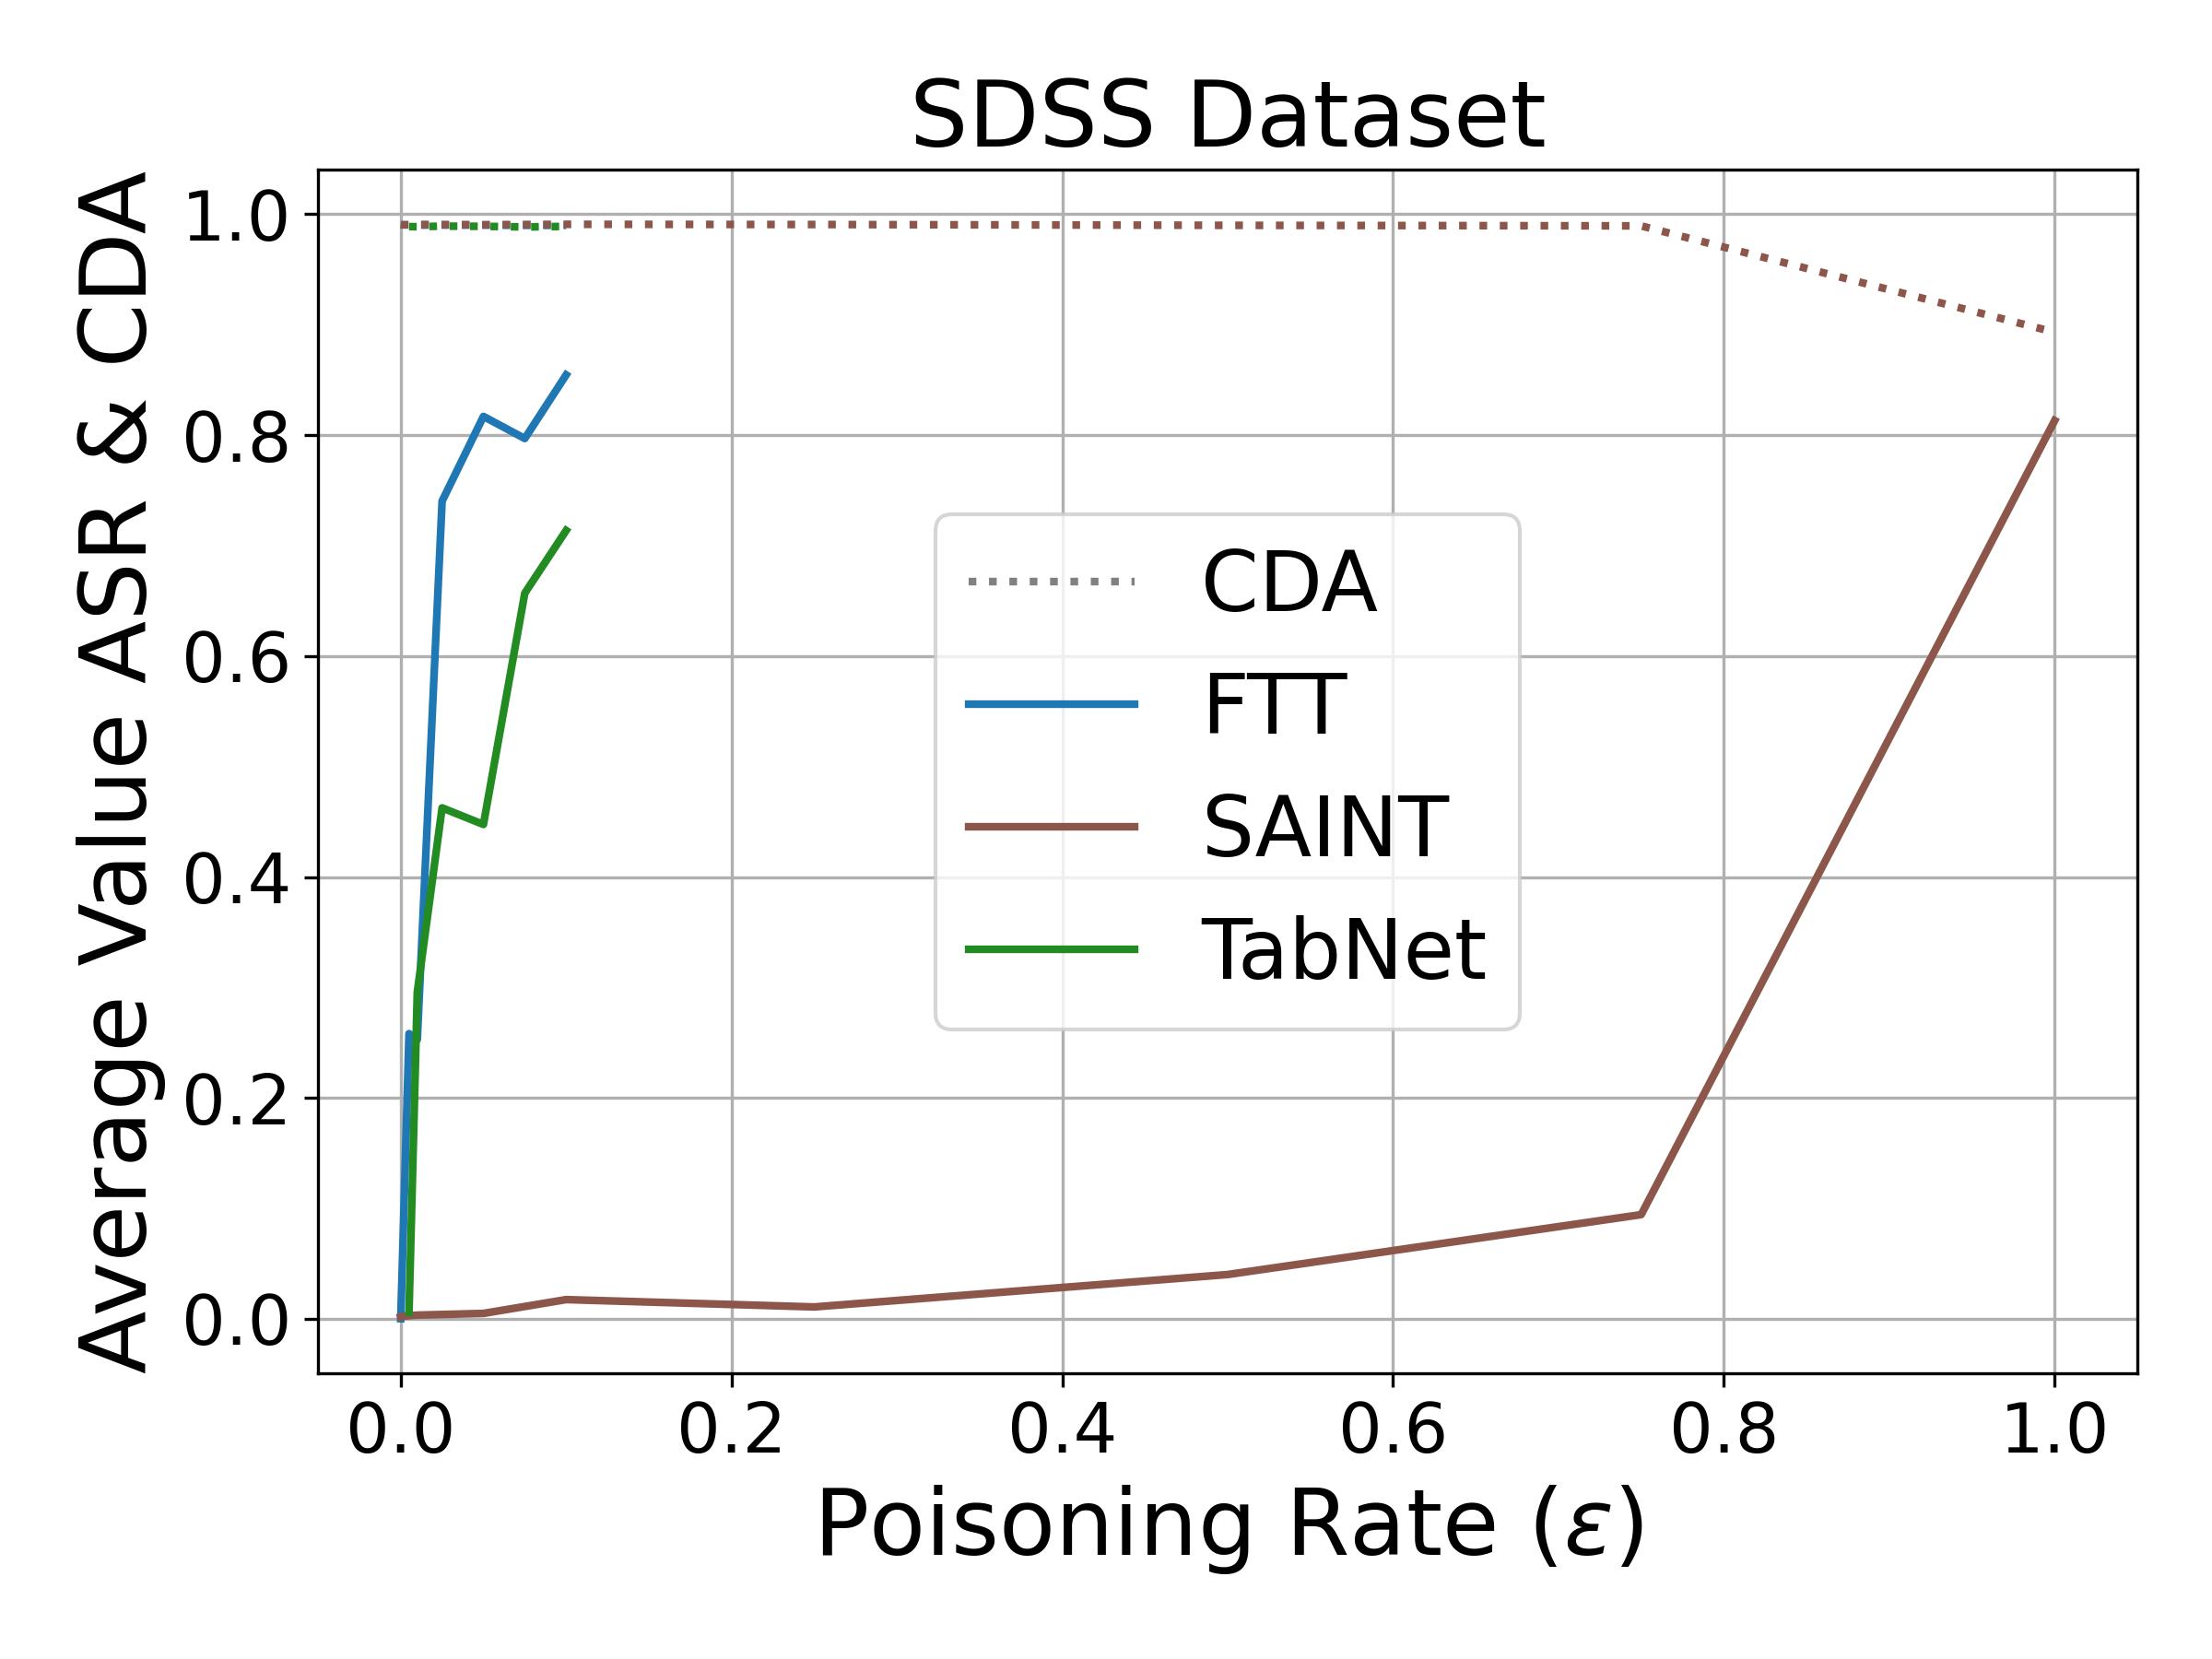 SDSS Dataset
Average Value ASR & CDA
1.0
0.8
0.6
0.4
0.2
0.0
CDA
FTT
SAINT
TabNet
0.0 0.2 0.4 0.6 0.8 1.0
Poisoning Rate (ε)